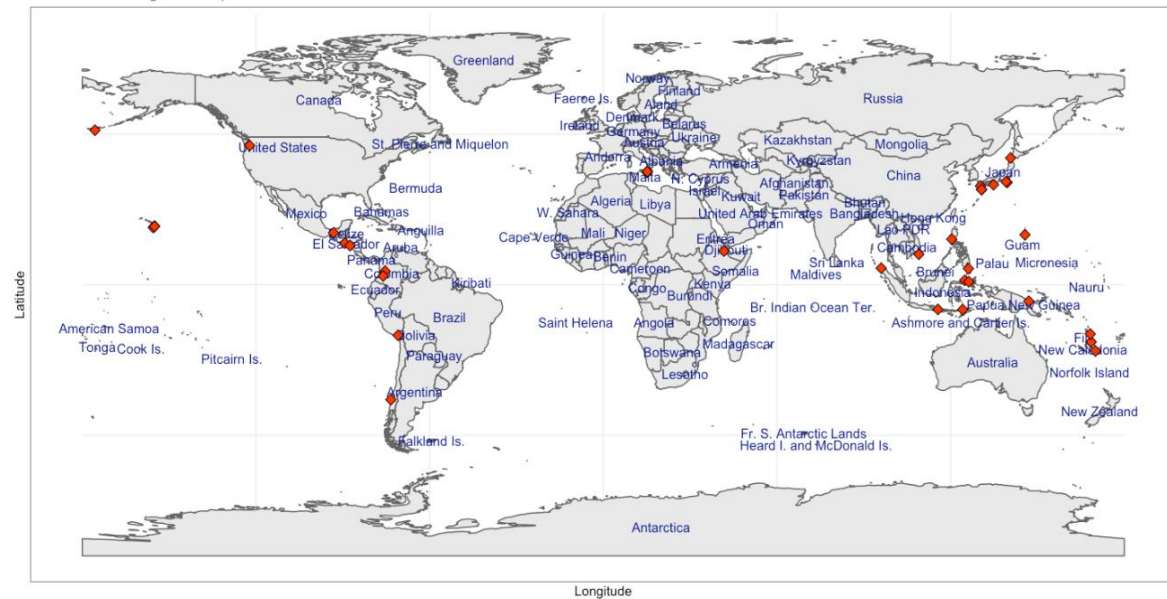 Greenland
Norway
Finland
Faeroe Is.
Russia
Canada
Aland
Denmark
Ireland
Belarus
Germany
Ukraine
United States
St. Pierre and Miquelon
Austria
Kazakhstan
Mongolia
Andorra
Albania
Armenia
Kyrgyzstan
Japan
China
Malta
N. Cyprus
Bermuda
Israel
Afghanistan
Kuwait
Pakistan
Algeria
Libya
Bhutan
Mexico
Bahamas
W. Sahara
United Arab Emirates
Bangladesh
Hong Kong
Oman
Anguilla
Mali
Niger
Lao PDR
Belize
Cape Verde
Eritrea
El Salvador
Aruba
Djibouti
Cambodia
Guam
Guinea
Benin
Panama
Sri Lanka
Palau
Micronesia
Colombia
Cameroon
Somalia
Maldives
Brunei
Kiribati
Kenya
Ecuador
Congo
Burundi
Indonesia
Nauru
Peru
Br. Indian Ocean Ter.
Papua New Guinea
Brazil
Saint Helena
Angola
Comoros
Ashmore and Cartier Is.
American Samoa
Bolivia
Tonga
Cook Is.
Madagascar
New Caledonia
Pitcairn Is.
Paraguay
Botswana
Australia
Lesotho
Norfolk Island
Argentina
New Zealand
Falkland Is.
Fr. S. Antarctic Lands
Heard I. and McDonald Is.
Antarctica
Latitude
Longitude